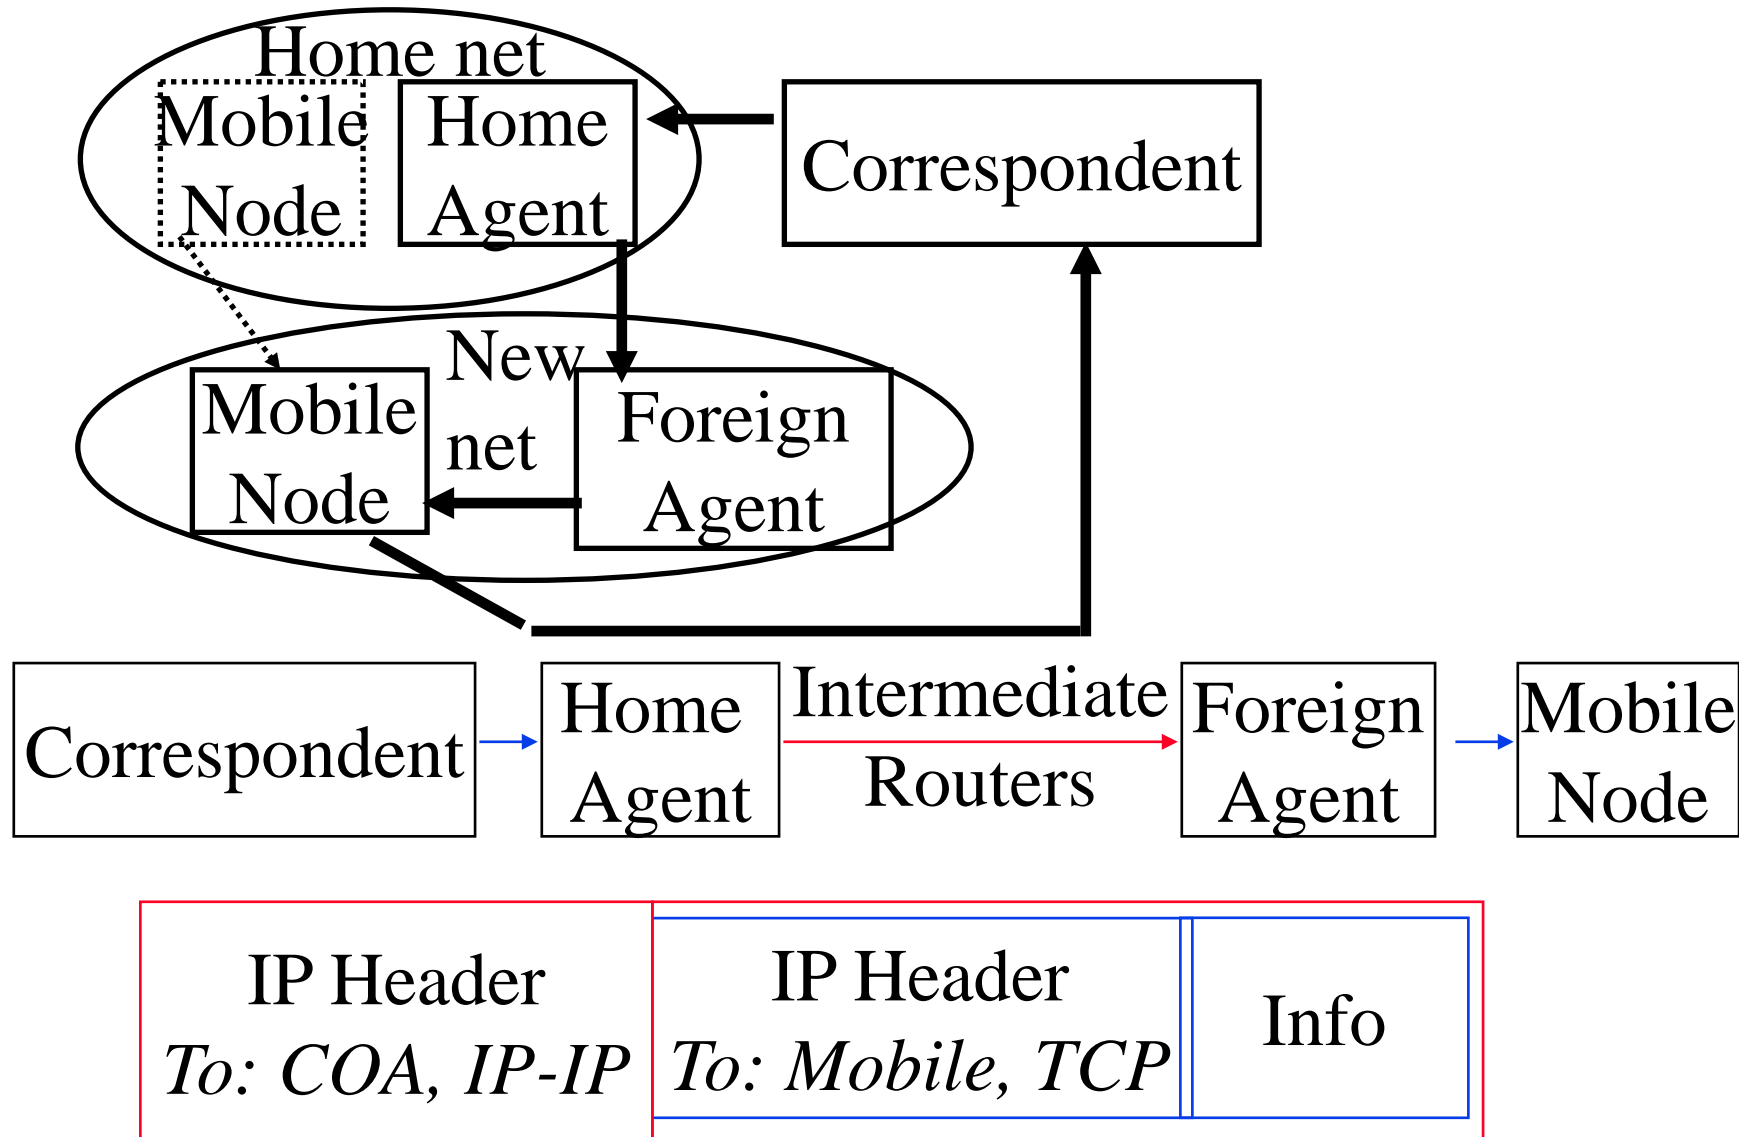 Home net
Mobile
Node
Home
Agent
Correspondent
New
net
Mobile
Node
Foreign
Agent
Correspondent
Home
Agent
Intermediate
Routers
Foreign
Agent
Mobile
Node
IP Header
To: COA, IP-IP
IP Header
To: Mobile, TCP
Info